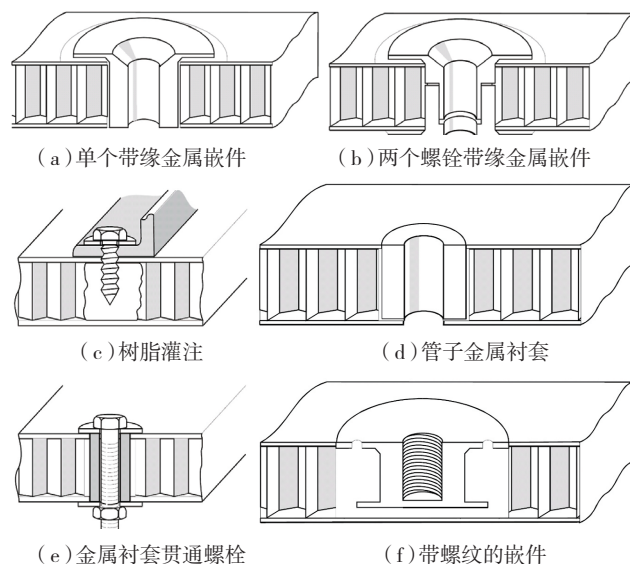 （a）单个带缘金属嵌件
（b）两个螺铨带缘金属嵌件
（c）树脂灌注
（d）管子金属衬套
（e）金属衬套贯通螺栓
（f）带螺纹的嵌件